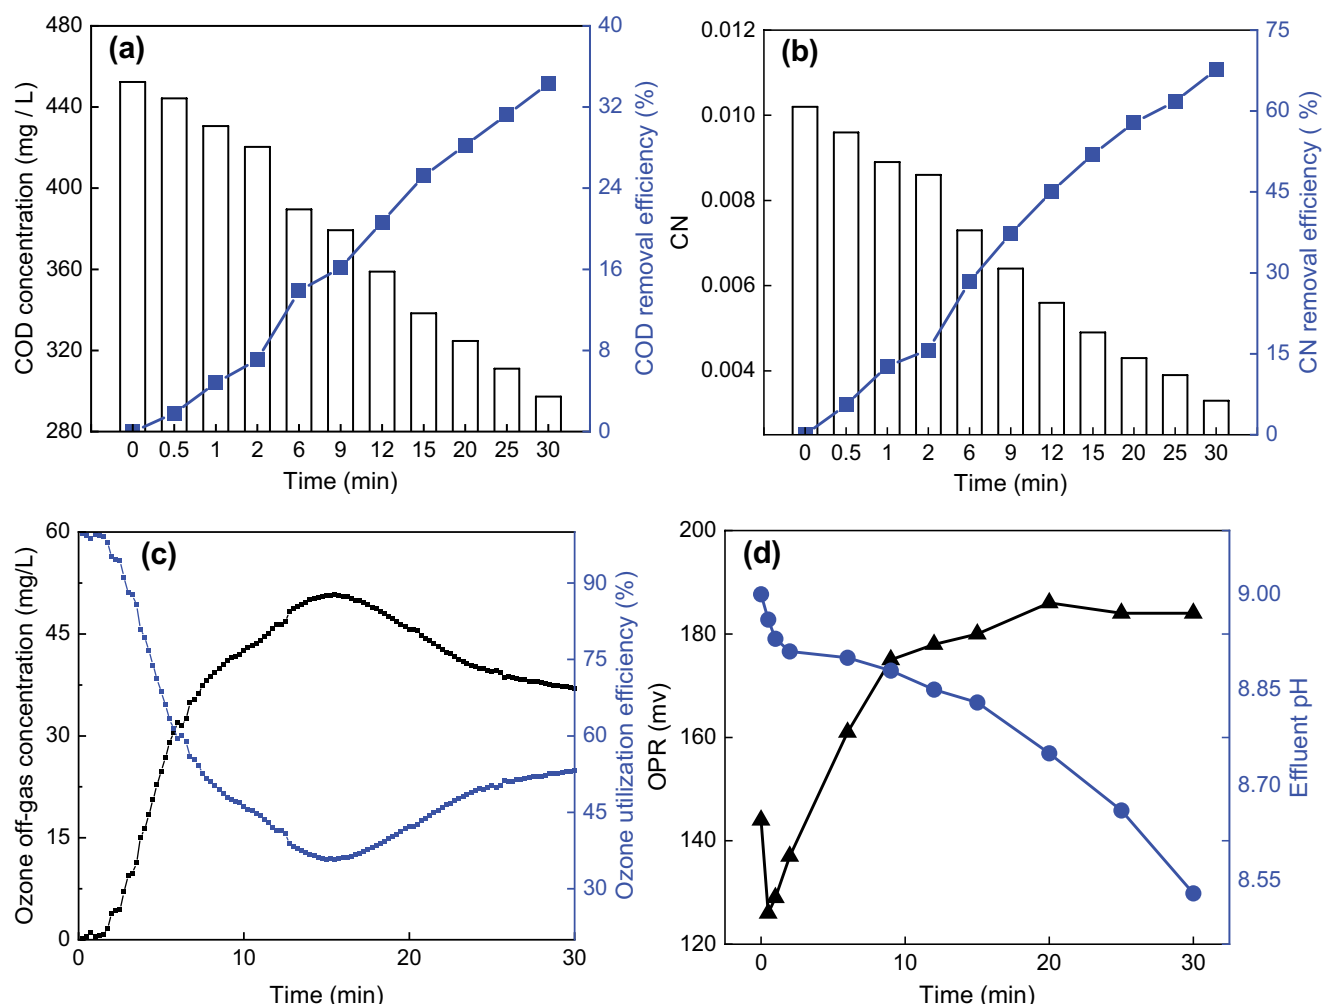 (a)
480
440
400
360
320
280
COD concentration (mg / L)
40
32
24
16
8
0
COD removal efficiency (%)
0 0.5 1 2 6 9 12 15 20 25 30
Time (min)
(b)
0.012
0.010
0.008
0.006
0.004
CN
75
60
45
30
15
0
CN removal efficiency ( %)
0 0.5 1 2 6 9 12 15 20 25 30
Time (min)
(c)
60
45
30
15
0
Ozone off-gas concentration (mg/L)
90
75
60
45
30
Ozone utilization efficiency (%)
0 10 20 30
Time (min)
(d)
200
180
160
140
120
OPR (mv)
9.00
8.85
8.70
8.55
Effluent pH
0 10 20 30
Time (min)